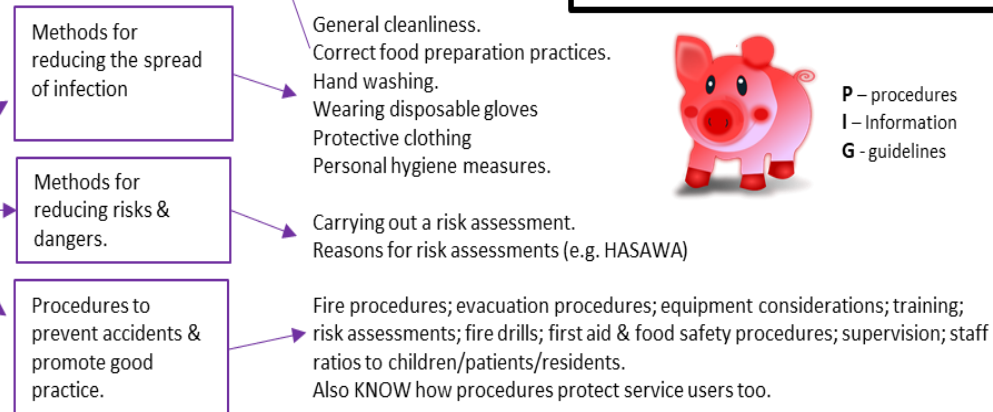 Methods for
reducing the spread
of infection
General cleanliness.
Correct food preparation practices.
Hand washing.
Wearing disposable gloves
Protective clothing
Personal hygiene measures.
P – procedures
I – Information
G - guidelines
Methods for
reducing risks &
dangers.
Carrying out a risk assessment.
Reasons for risk assessments (e.g. HASAWA)
Procedures to
prevent accidents &
promote good
practice.
Fire procedures; evacuation procedures; equipment considerations; training;
risk assessments; fire drills; first aid & food safety procedures; supervision; staff
ratios to children/patients/residents.
Also KNOW how procedures protect service users too.